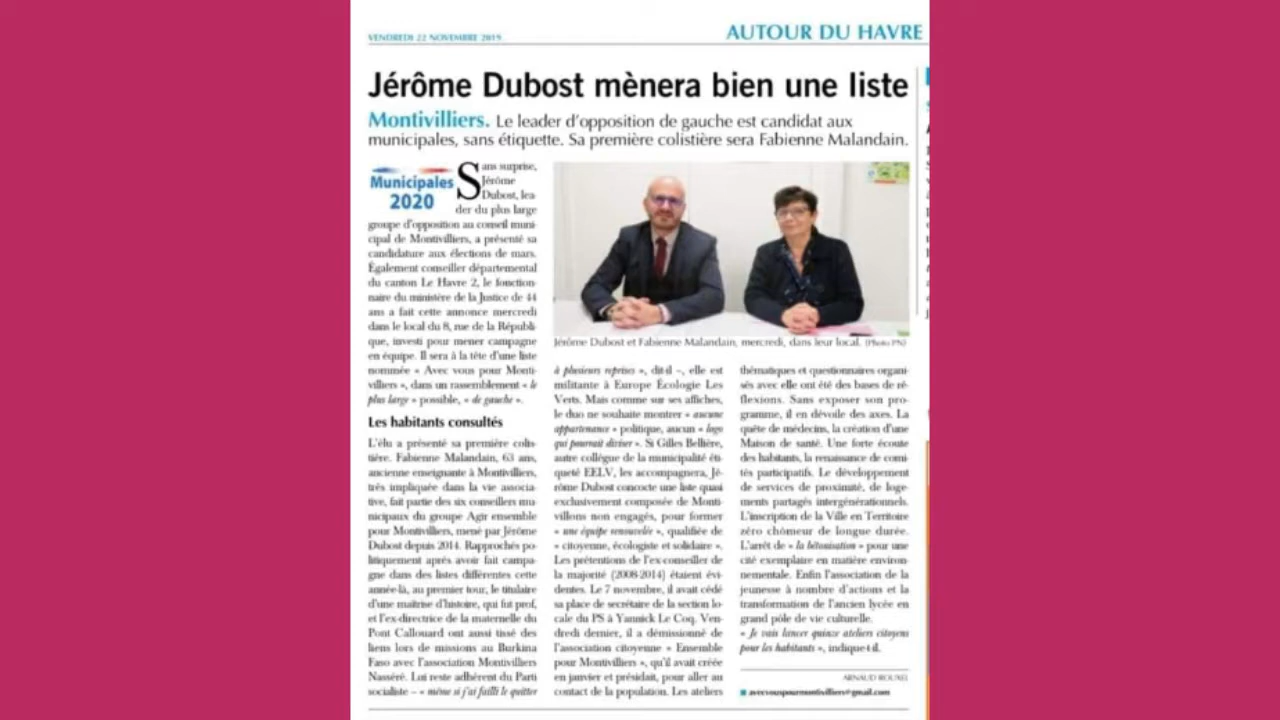 VENDREDI 22 NOVEMBRE 2019
AUTOUR DU HAVRE
Jérôme Dubost mènera bien une liste
Montivilliers. Le leader d'opposition de gauche est candidat aux
municipales, sans étiquette. Sa première colistière sera Fabienne Malandain.
Municipales
2020
Sans surprise,
Jérôme
Dubost, lea-
der du plus large
groupe d'opposition au conseil muni-
cipal de Montivilliers, a présenté sa
candidature aux élections de mars.
Également conseiller départemental
du canton Le Havre 2, le fonction-
naire du ministère de la Justice de 44
ans a fait cette annonce mercredi
dans le local du 8, rue de la Républi-
que, investi pour mener campagne
en équipe. Il sera à la tête d'une liste
nommée « Avec vous pour Monti-
villiers », dans un rassemblement « le
plus large » possible, « de gauche ».
Les habitants consultés
L'élu a présenté sa première colis-
tière. Fabienne Malandain, 63 ans,
ancienne enseignante à Montivilliers,
très impliquée dans la vie associa-
tive, fait partie des six conseillers mu-
nicipaux du groupe Agir ensemble
pour Montivilliers, mené par Jérôme
Dubost depuis 2014. Rapprochés po-
litiquement après avoir fait campa-
gne dans des listes différentes cette
année-là, au premier tour, le titulaire
d'une maîtrise d'histoire, qui fut prof,
et l'ex-directrice de la maternelle du
Pont Callouard ont aussi tissé des
liens lors de missions au Burkina
Faso avec l'association Montivilliers
Nasséré. Lui reste adhérent du Parti
socialiste – « même si j'ai failli le quitter
Jérôme Dubost et Fabienne Malandain, mercredi, dans leur local. (Photo PN)
à plusieurs reprises », dit-il –, elle est
militante à Europe Écologie Les
Verts. Mais comme sur ses affiches,
le duo ne souhaite montrer « aucune
appartenance » politique, aucun « logo
qui pourrait diviser ». Si Gilles Bellière,
autre collègue de la municipalité éti-
queté EELV, les accompagnera, Jé-
rôme Dubost concocte une liste quasi
exclusivement composée de Monti-
villons non engagés, pour former
« une équipe renouvelée », qualifiée de
« citoyenne, écologiste et solidaire ».
Les prétentions de l'ex-conseiller de
la majorité (2008-2014) étaient évi-
dentes. Le 7 novembre, il avait cédé
sa place de secrétaire de la section lo-
cale du PS à Yannick Le Coq. Ven-
dredi dernier, il a démissionné de
l'association citoyenne « Ensemble
pour Montivilliers », qu'il avait créée
en janvier et présidait, pour aller au
contact de la population. Les ateliers
thématiques et questionnaires organi-
sés avec elle ont été des bases de ré-
flexions. Sans exposer son pro-
gramme, il en dévoile des axes. La
quête de médecins, la création d'une
Maison de santé. Une forte écoute
des habitants, la renaissance de comi-
tés participatifs. Le développement
de services de proximité, de loge-
ments partagés intergénérationnels.
L'inscription de la Ville en Territoire
zéro chômeur de longue durée.
L'arrêt de « la bétonisation » pour une
cité exemplaire en matière environ-
nementale. Enfin l'association de la
jeunesse à nombre d'actions et la
transformation de l'ancien lycée en
grand pôle de vie culturelle.
« Je vais lancer quinze ateliers citoyens
pour les habitants », indique-t-il.
ARNAUD ROUXEL
avecvouspourmontivilliers@gmail.com